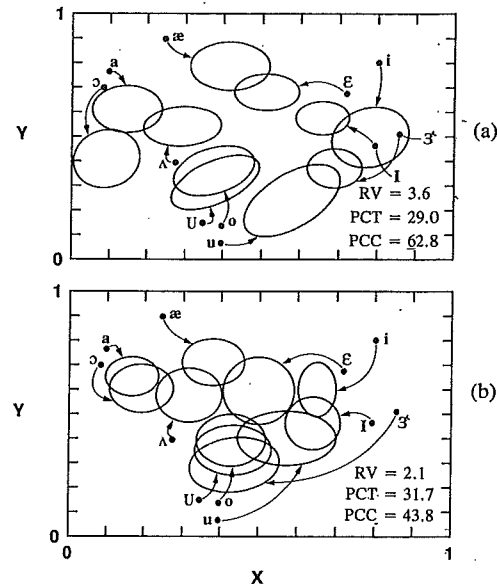 1
æ
a
ɛ
i
ɔ
Y
(a)
ɝ
ʌ
I
RV = 3.6
U
o
PCT = 29.0
u
PCC = 62.8
0
1
æ
a
i
ɔ
ɛ
(b)
Y
ʌ
I
ɝ
RV = 2.1
U
o
PCT = 31.7
u
PCC = 43.8
0
0
1
X